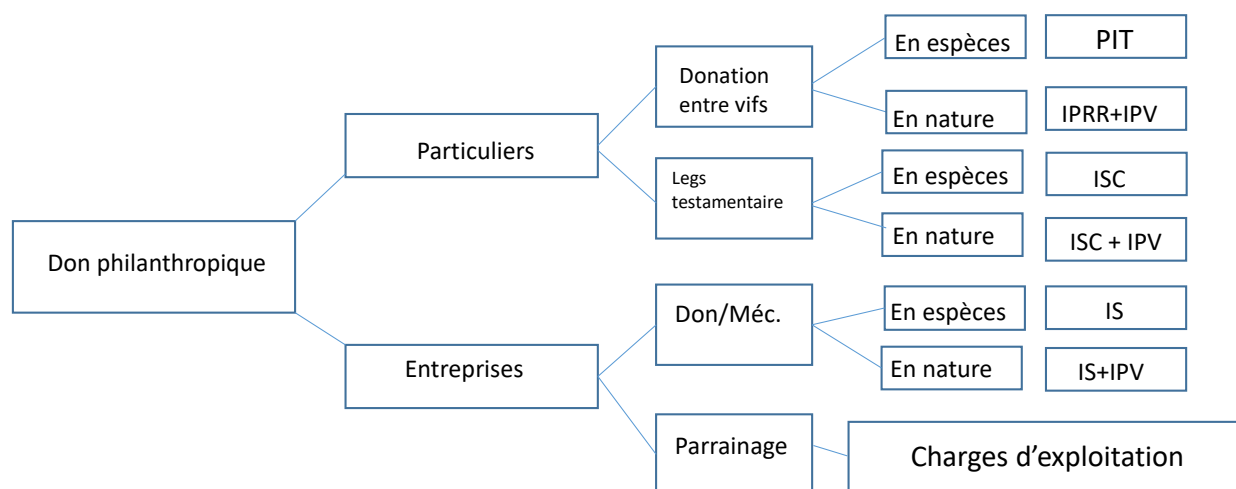 Don philanthropique
Particuliers
Donation
entre vifs
En espèces
PIT
En nature
IPRR+IPV
Legs
testamentaire
En espèces
ISC
En nature
ISC + IPV
Entreprises
Don/Méc.
En espèces
IS
En nature
IS+IPV
Parrainage
Charges d'exploitation